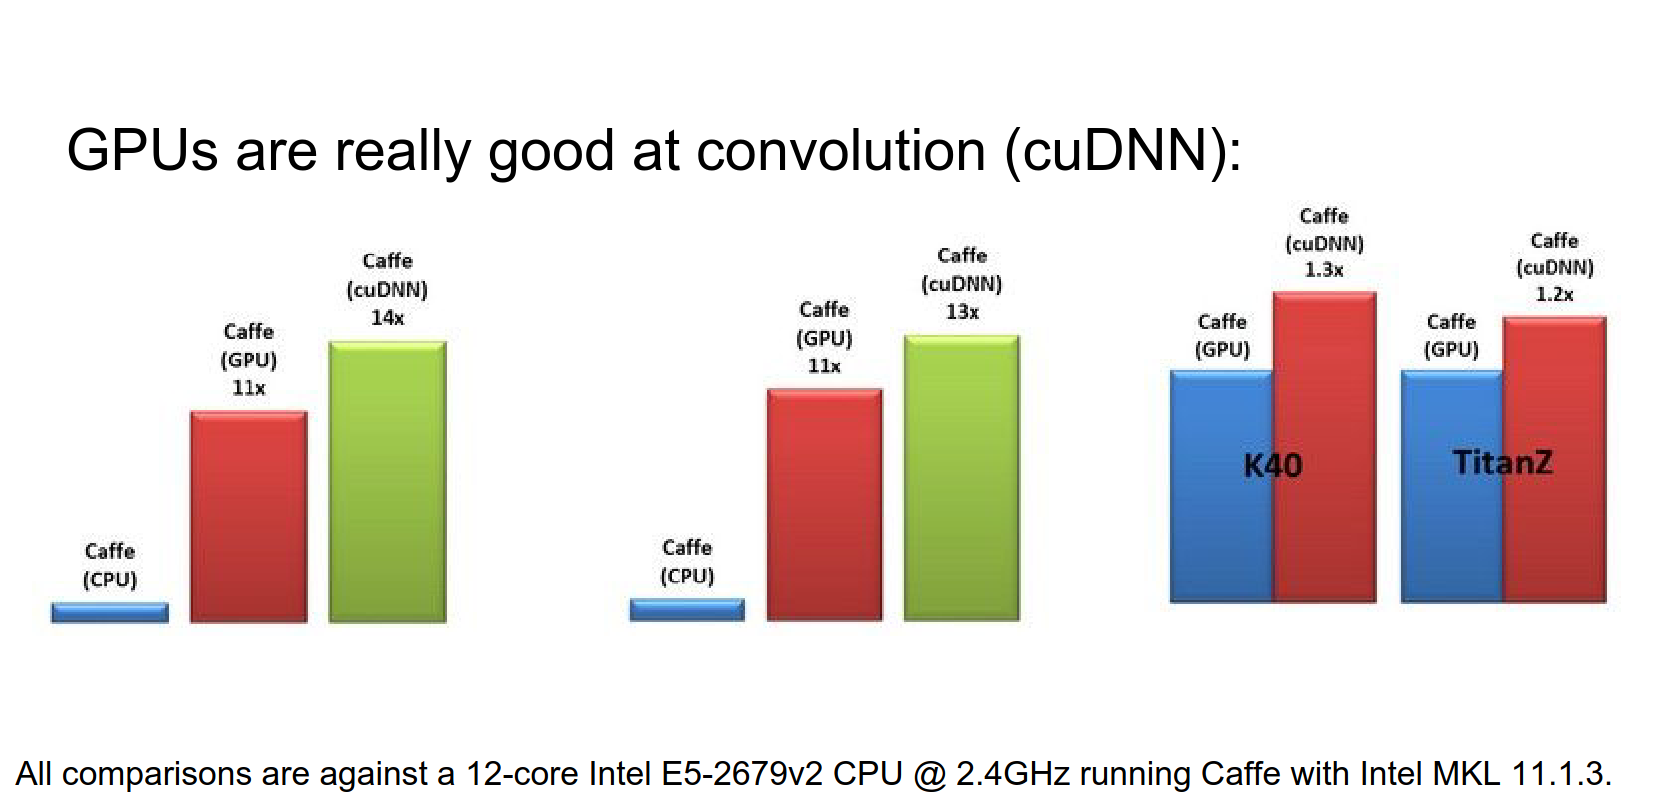 GPUs are really good at convolution (cuDNN):
Caffe
(CPU)
Caffe
(GPU)
11x
Caffe
(cuDNN)
14x
Caffe
(CPU)
Caffe
(GPU)
11x
Caffe
(cuDNN)
13x
Caffe
(GPU)
Caffe
(cuDNN)
1.3x
K40
Caffe
(GPU)
Caffe
(cuDNN)
1.2x
TitanZ
All comparisons are against a 12-core Intel E5-2679v2 CPU @ 2.4GHz running Caffe with Intel MKL 11.1.3.